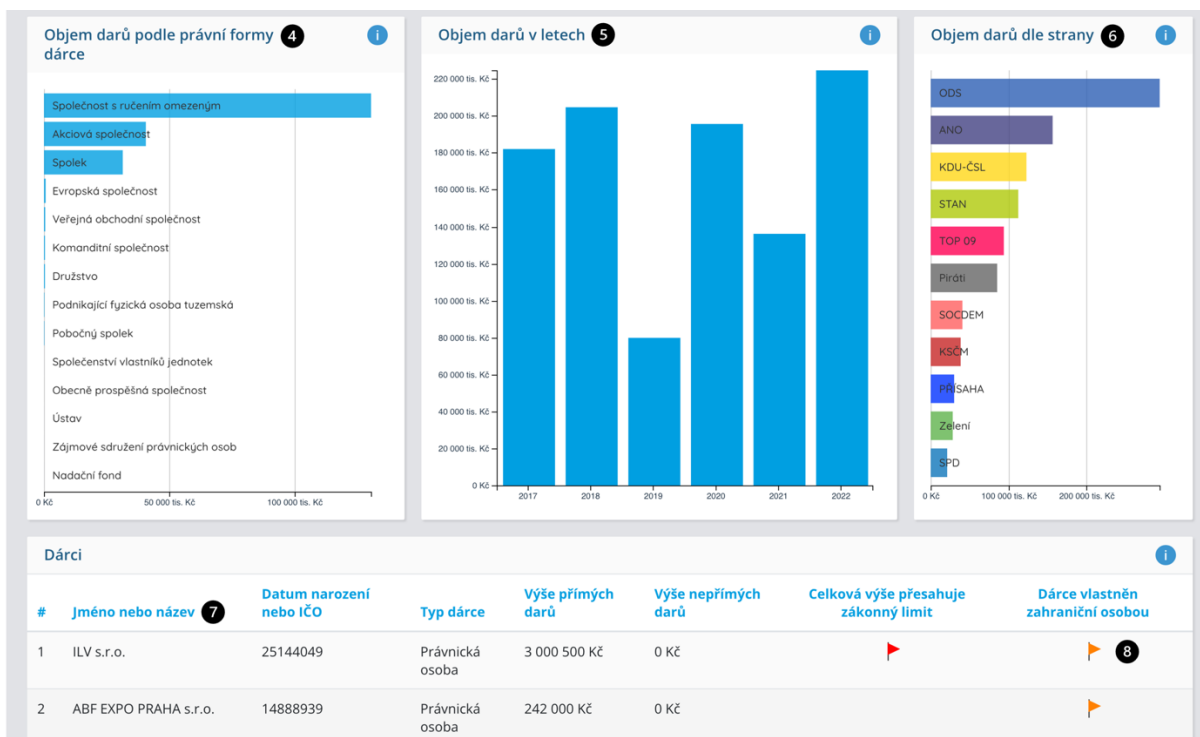 Objem darů podle právní formy 4 i
dárce
Společnost s ručením omezeným
Akciová společnost
Spolek
Evropská společnost
Veřejná obchodní společnost
Komanditní společnost
Družstvo
Podnikající fyzická osoba tuzemská
Pobočný spolek
Společenství vlastníků jednotek
Obecně prospěšná společnost
Ústav
Zájmové sdružení právnických osob
Nadační fond
0 Kč 50 000 tis. Kč 100 000 tis. Kč
Objem darů v letech 5 i
220 000 tis. Kč
200 000 tis. Kč
180 000 tis. Kč
160 000 tis. Kč
140 000 tis. Kč
120 000 tis. Kč
100 000 tis. Kč
80 000 tis. Kč
60 000 tis. Kč
40 000 tis. Kč
20 000 tis. Kč
0 Kč
2017 2018 2019 2020 2021 2022
Objem darů dle strany 6 i
ODS
ANO
KDU-ČSL
STAN
TOP 09
Piráti
SOCDEM
KSČM
PŘÍSAHA
Zelení
SPD
0 Kč 100 000 tis. Kč 200 000 tis. Kč
Dárci i
# Jméno nebo název 7 Datum narození nebo IČO Typ dárce Výše přímých darů Výše nepřímých darů Celková výše přesahuje zákonný limit Dárce vlastněn zahraniční osobou
1 ILV s.r.o. 25144049 Právnická osoba 3 000 500 Kč 0 Kč 8
2 ABF EXPO PRAHA s.r.o. 14888939 Právnická osoba 242 000 Kč 0 Kč